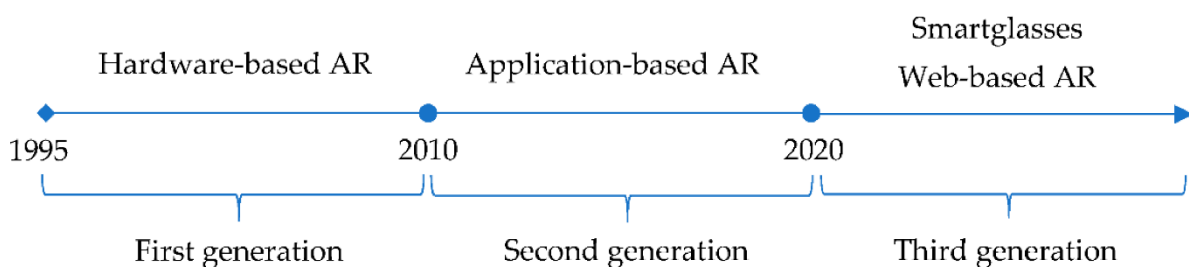 Hardware-based AR
Application-based AR
Smartglasses
Web-based AR
1995
2010
2020
First generation
Second generation
Third generation